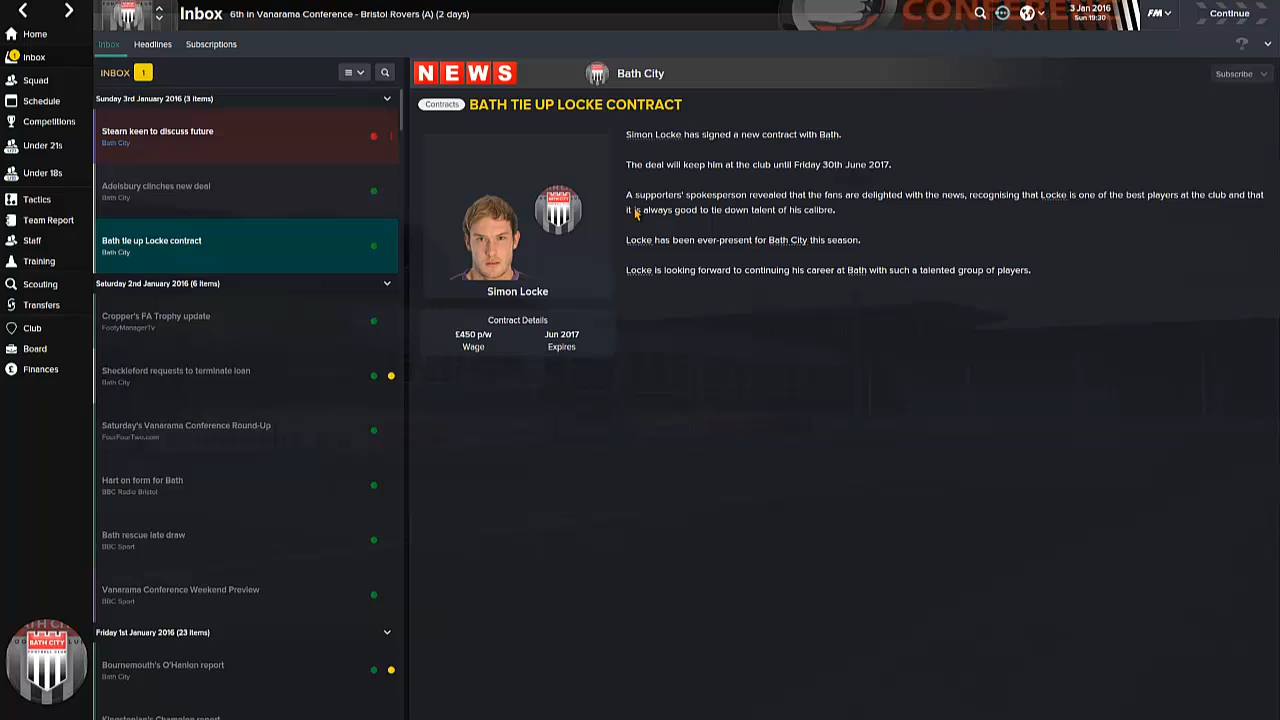 Inbox
6th in Vanarama Conference - Bristol Rovers (A) (2 days)
3 Jan 2016
Sun 19:30
FM
Continue
Home
Inbox
Squad
Schedule
Competitions
Under 21s
Under 18s
Tactics
Team Report
Staff
Training
Scouting
Transfers
Club
Board
Finances
BATH CITY
Inbox Headlines Subscriptions
INBOX 1
Sunday 3rd January 2016 (3 items)
Stearn keen to discuss future
Bath City
Adelsbury clinches new deal
Bath City
Bath tie up Locke contract
Bath City
Saturday 2nd January 2016 (6 items)
Cropper's FA Trophy update
FootyManagerTv
Shockleford requests to terminate loan
Bath City
Saturday's Vanarama Conference Round-Up
FourFourTwo.com
Hart on form for Bath
BBC Radio Bristol
Bath rescue late draw
BBC Sport
Vanarama Conference Weekend Preview
BBC Sport
Friday 1st January 2016 (23 items)
Bournemouth's O'Hanlon report
Bath City
Kingstonian's Champion report
NEWS
Bath City
Subscribe
Contracts BATH TIE UP LOCKE CONTRACT
Simon Locke has signed a new contract with Bath.
The deal will keep him at the club until Friday 30th June 2017.
A supporters' spokesperson revealed that the fans are delighted with the news, recognising that Locke is one of the best players at the club and that
it is always good to tie down talent of his calibre.
Locke has been ever-present for Bath City this season.
Locke is looking forward to continuing his career at Bath with such a talented group of players.
Simon Locke
Contract Details
£450 p/w Jun 2017
Wage Expires